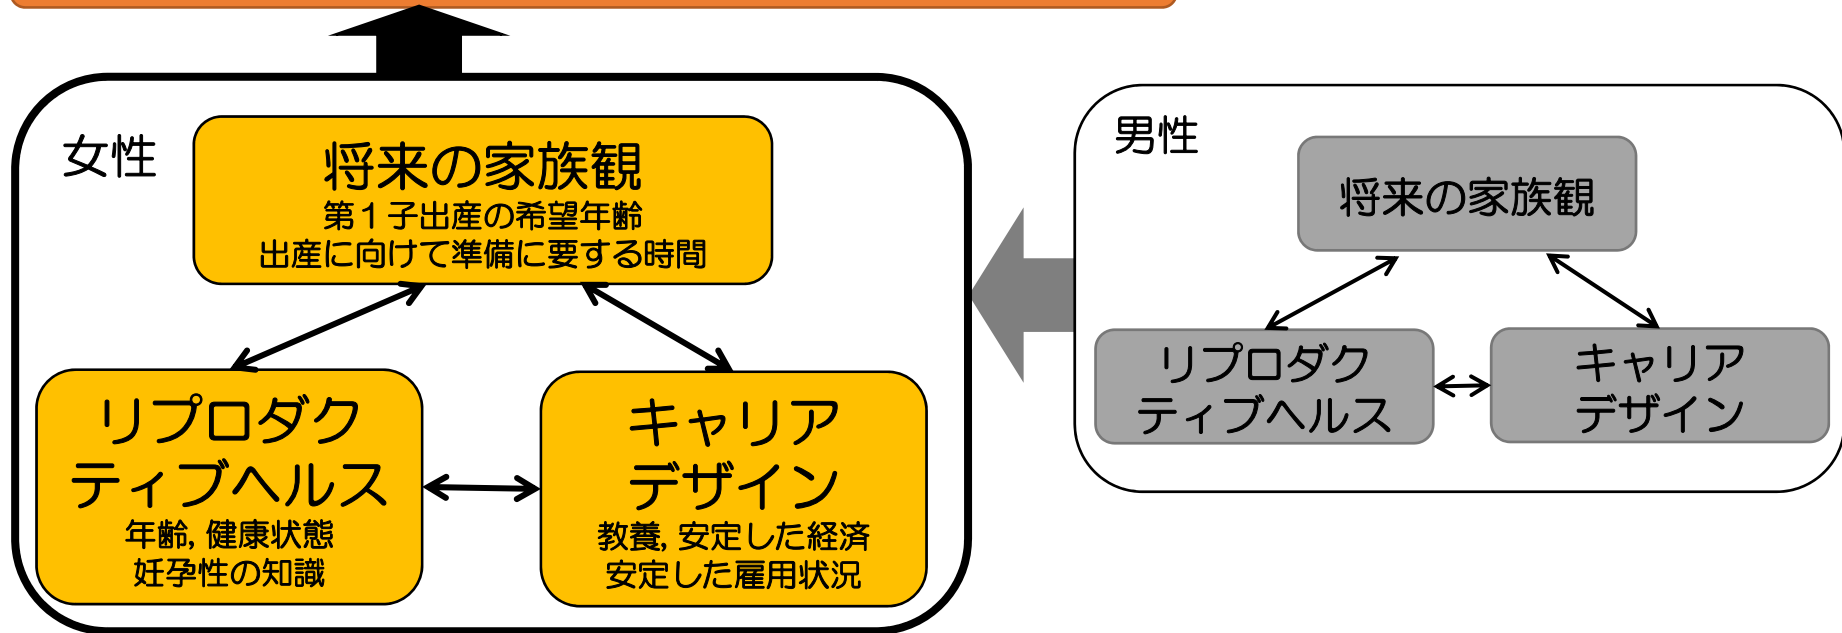 女性
将来の家族観
第１子出産の希望年齢
出産に向けて準備に要する時間
リプロダク
ティブヘルス
年齢, 健康状態
妊孕性の知識
キャリア
デザイン
教養, 安定した経済
安定した雇用状況
男性
将来の家族観
リプロダク
ティブヘルス
キャリア
デザイン